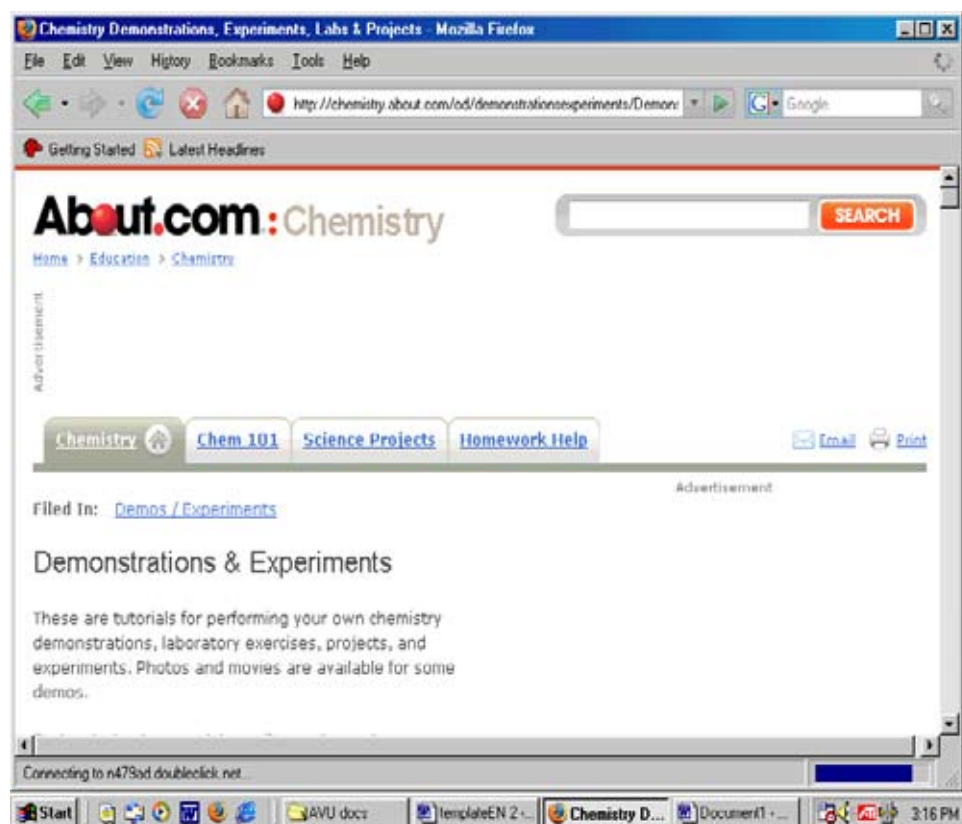 Chemistry Demonstrations, Experiments, Labs & Projects - Mozilla Firefox
File Edit View History Bookmarks Tools Help
http://chemistry.about.com/od/demonstrationsexperiments/Demon
G Google
Getting Started Latest Headlines
About.com: Chemistry
SEARCH
Home > Education > Chemistry
Advertisement
Chemistry Chem 101 Science Projects Homework Help Email Print
Advertisement
Filed In: Demos / Experiments
Demonstrations & Experiments
These are tutorials for performing your own chemistry
demonstrations, laboratory exercises, projects, and
experiments. Photos and movies are available for some
demos.
Connecting to n479ad.doubleclick.net...
Start AVU docs templateEN 2-... Chemistry D... Document1 -... 3:16 PM